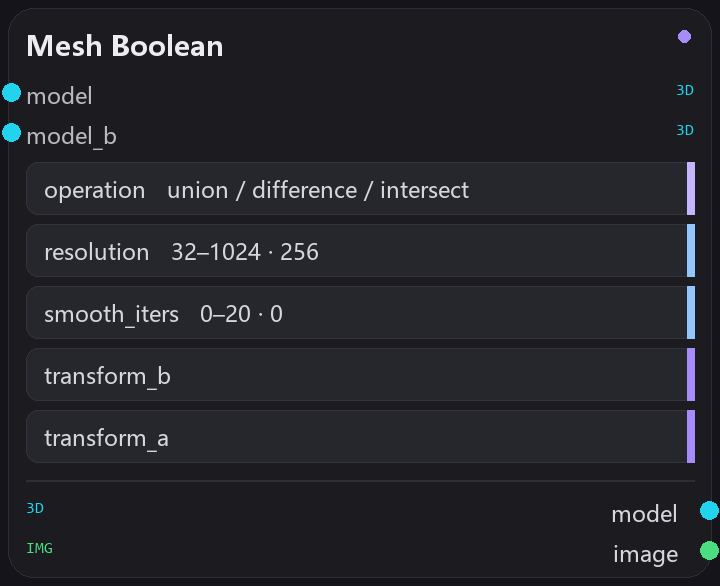 Mesh Boolean
model 3D
model_b 3D
operation union / difference / intersect
resolution 32–1024 · 256
smooth_iters 0–20 · 0
transform_b
transform_a
3D model
IMG image